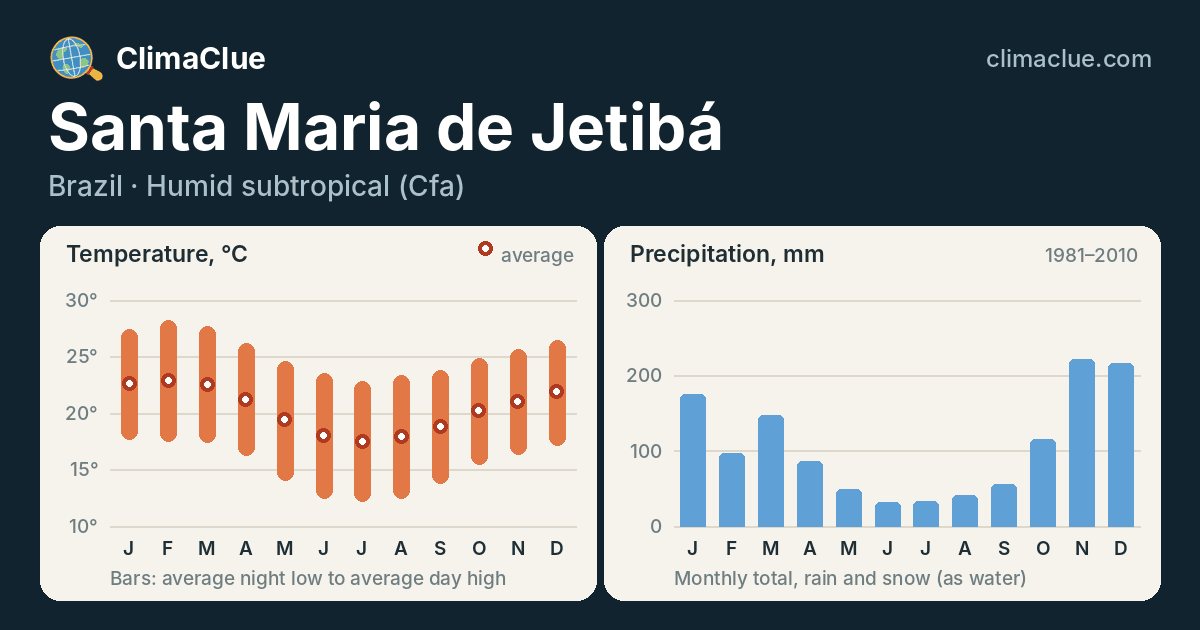 ClimaClue
climaclue.com
Santa Maria de Jetibá
Brazil · Humid subtropical (Cfa)
Temperature, °C
average
30°
25°
20°
15°
10°
J F M A M J J A S O N D
Bars: average night low to average day high
Precipitation, mm
1981–2010
300
200
100
0
J F M A M J J A S O N D
Monthly total, rain and snow (as water)